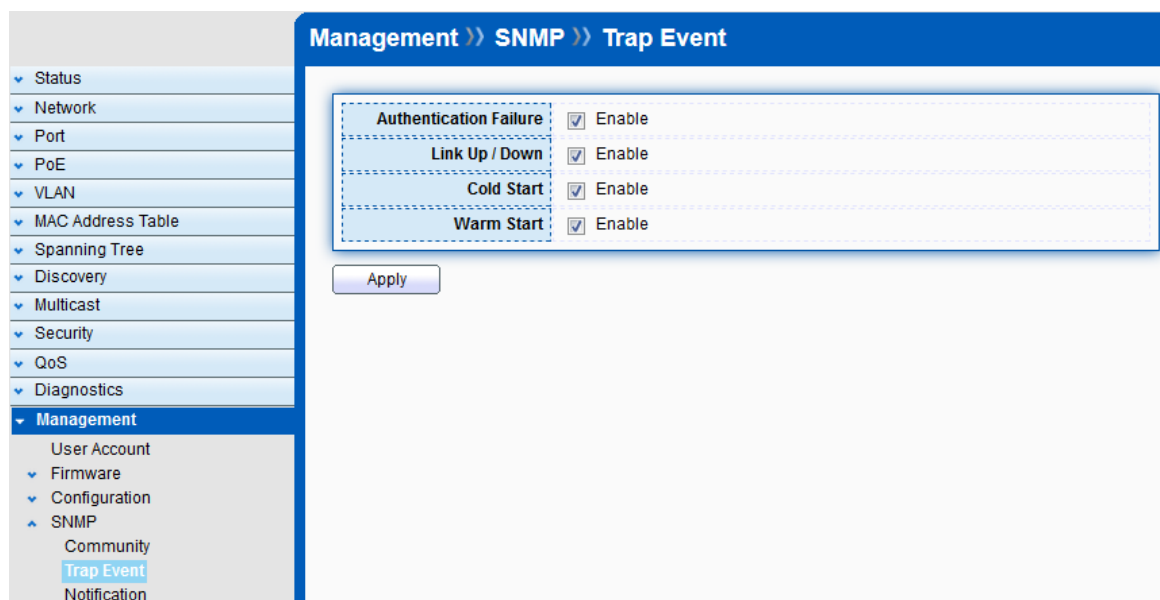 Management » SNMP » Trap Event
Status
Network
Port
PoE
VLAN
MAC Address Table
Spanning Tree
Discovery
Multicast
Security
QoS
Diagnostics
Management
User Account
Firmware
Configuration
SNMP
Community
Trap Event
Notification
Authentication Failure Enable
Link Up / Down Enable
Cold Start Enable
Warm Start Enable
Apply